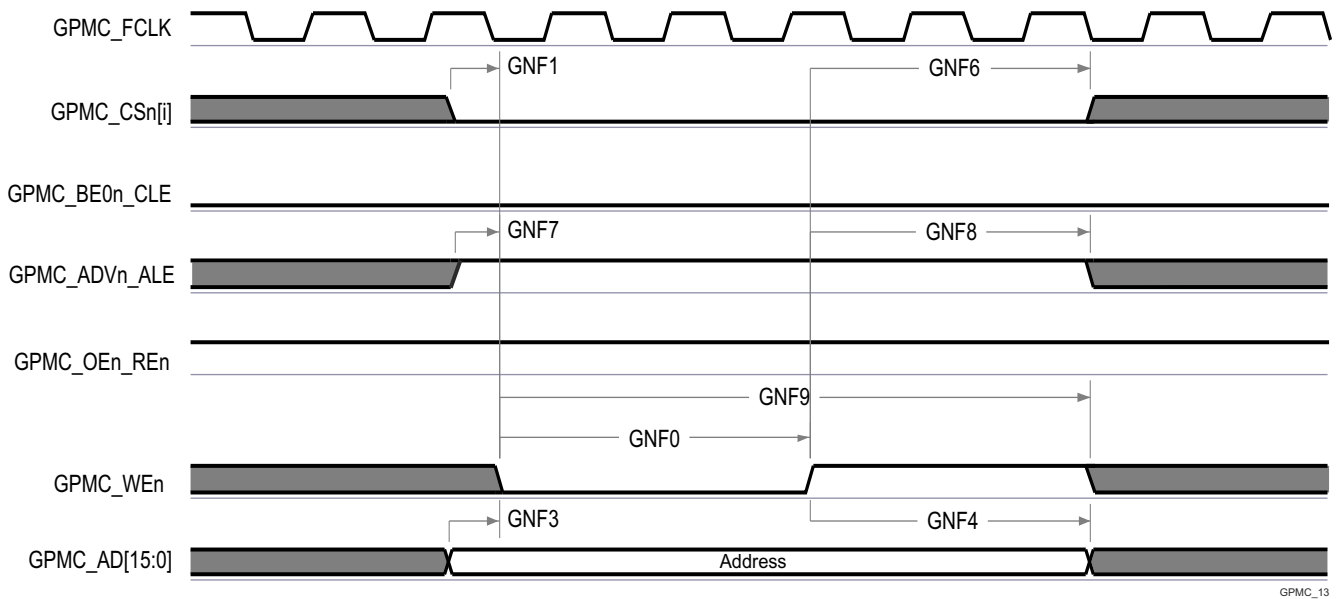 GPMC_FCLK
GNF1
GNF6
GPMC_CSn[i]
GPMC_BE0n_CLE
GNF7
GNF8
GPMC_ADVn_ALE
GPMC_OEn_REn
GNF9
GNF0
GPMC_WEn
GNF3
GNF4
GPMC_AD[15:0]
Address
GPMC_13